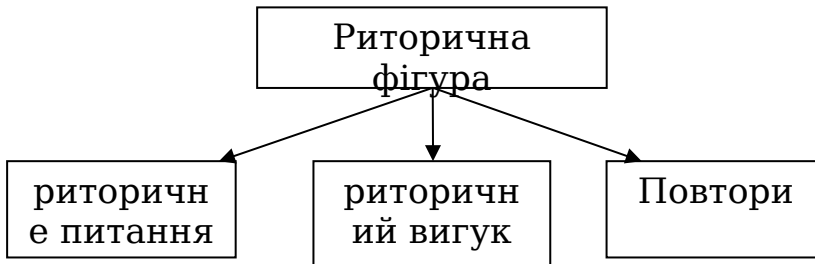 Риторична
фігура
риторичн
е питання
риторичн
ий вигук
Повтори